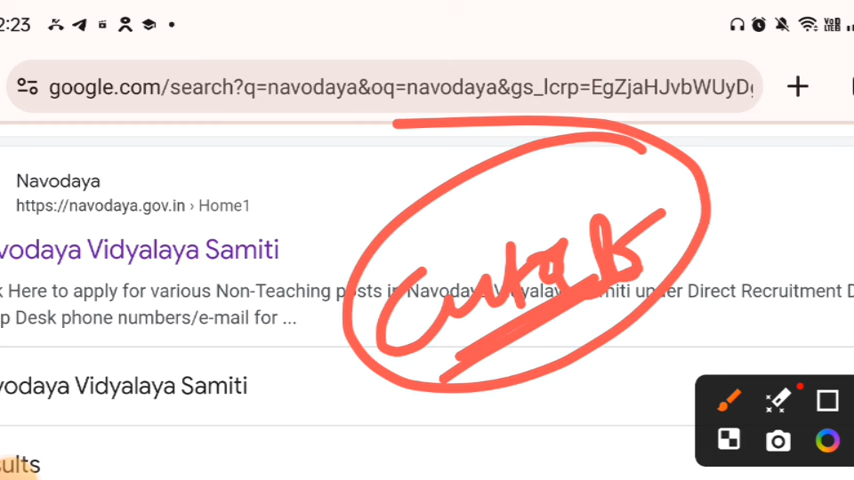 2:23
google.com/search?q=navodaya&oq=navodaya&gs_lcrp=EgZjaHJvbWUyDg
Navodaya
https://navodaya.gov.in › Home1
vodaya Vidyalaya Samiti
k Here to apply for various Non-Teaching posts in Navodaya Vidyalaya Samiti under Direct Recruitment D
p Desk phone numbers/e-mail for ...
vodaya Vidyalaya Samiti
sults